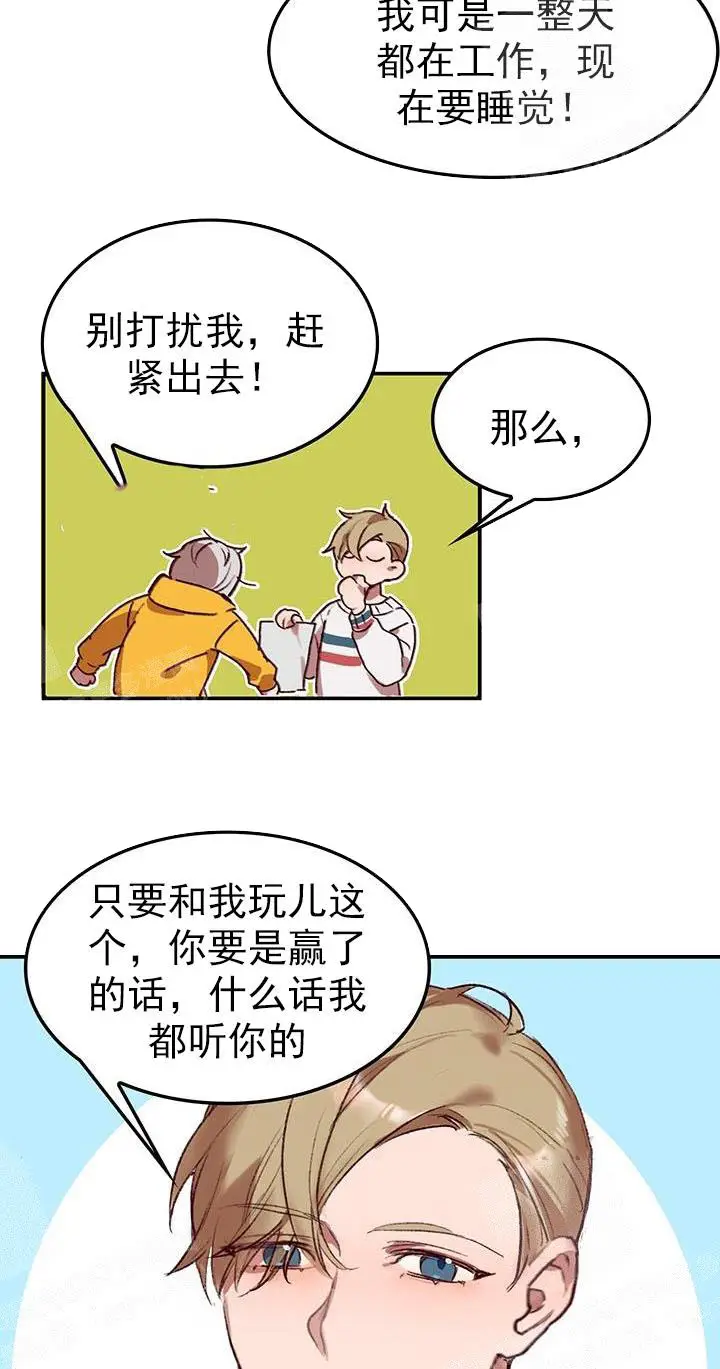 我可是一整天
都在工作，现
在要睡觉！
别打扰我，赶
紧出去！
那么，
只要和我玩儿这
个，你要是赢了
的话，什么话我
都听你的